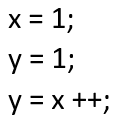 x = 1;
y = 1;
y = x ++;